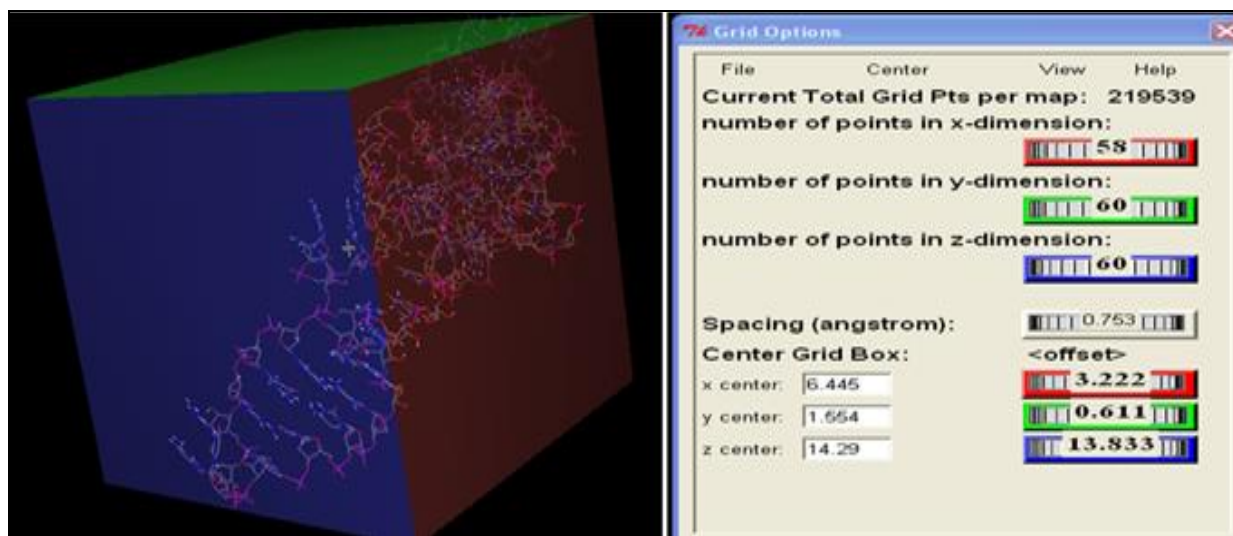 Grid Options
File Center View Help
Current Total Grid Pts per map: 219539
number of points in x-dimension:
58
number of points in y-dimension:
60
number of points in z-dimension:
60
Spacing (angstrom): 0.753
Center Grid Box: <offset>
x center: 6.445 3.222
y center: 1.554 0.611
z center: 14.29 13.833